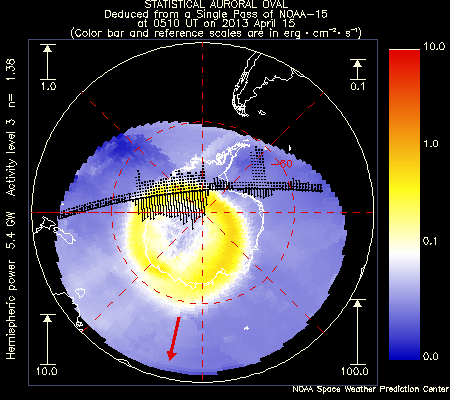 STATISTICAL AURORAL OVAL
Deduced from a Single Pass of NOAA-15
at 0510 UT on 2013 April 15
(Color bar and reference scales are in erg · cm⁻² · s⁻¹)
Hemispheric power 5.4 GW Activity level 3 n= 1.38
1.0
0.1
10.0
100.0
-60
10.0
1.0
0.1
0.0
NOAA Space Weather Prediction Center